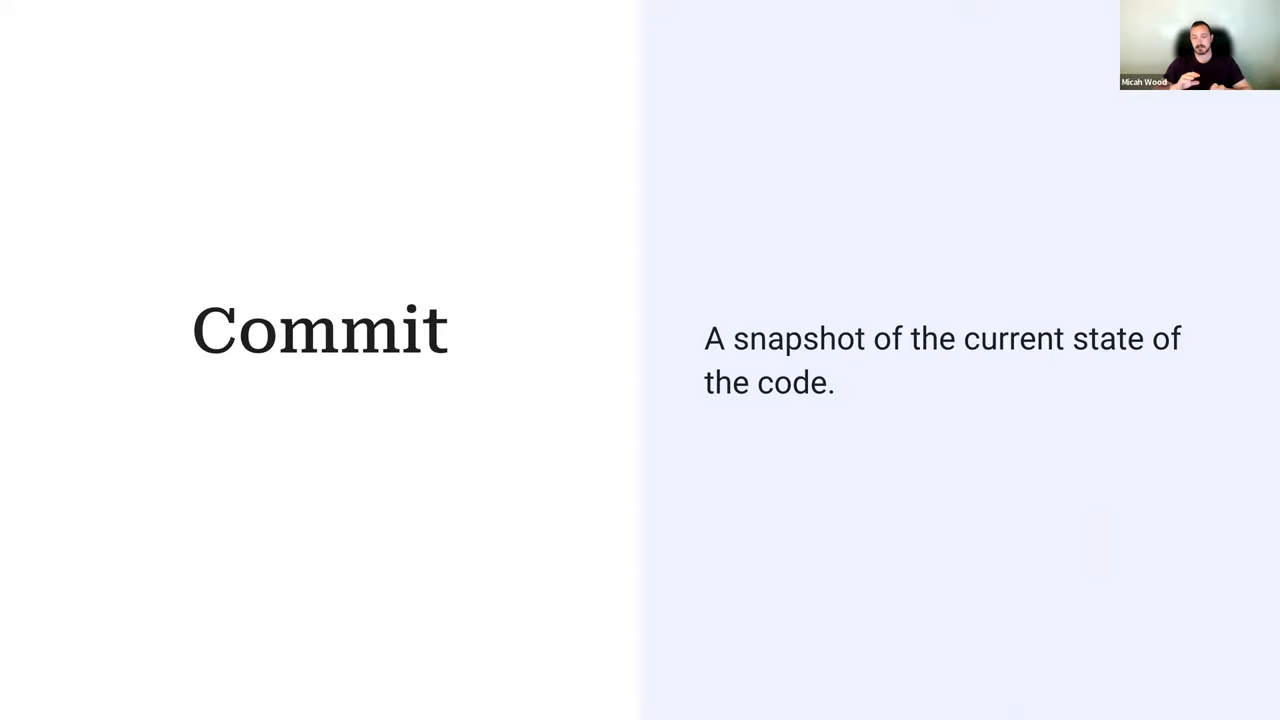 Commit
A snapshot of the current state of
the code.
Micah Wood